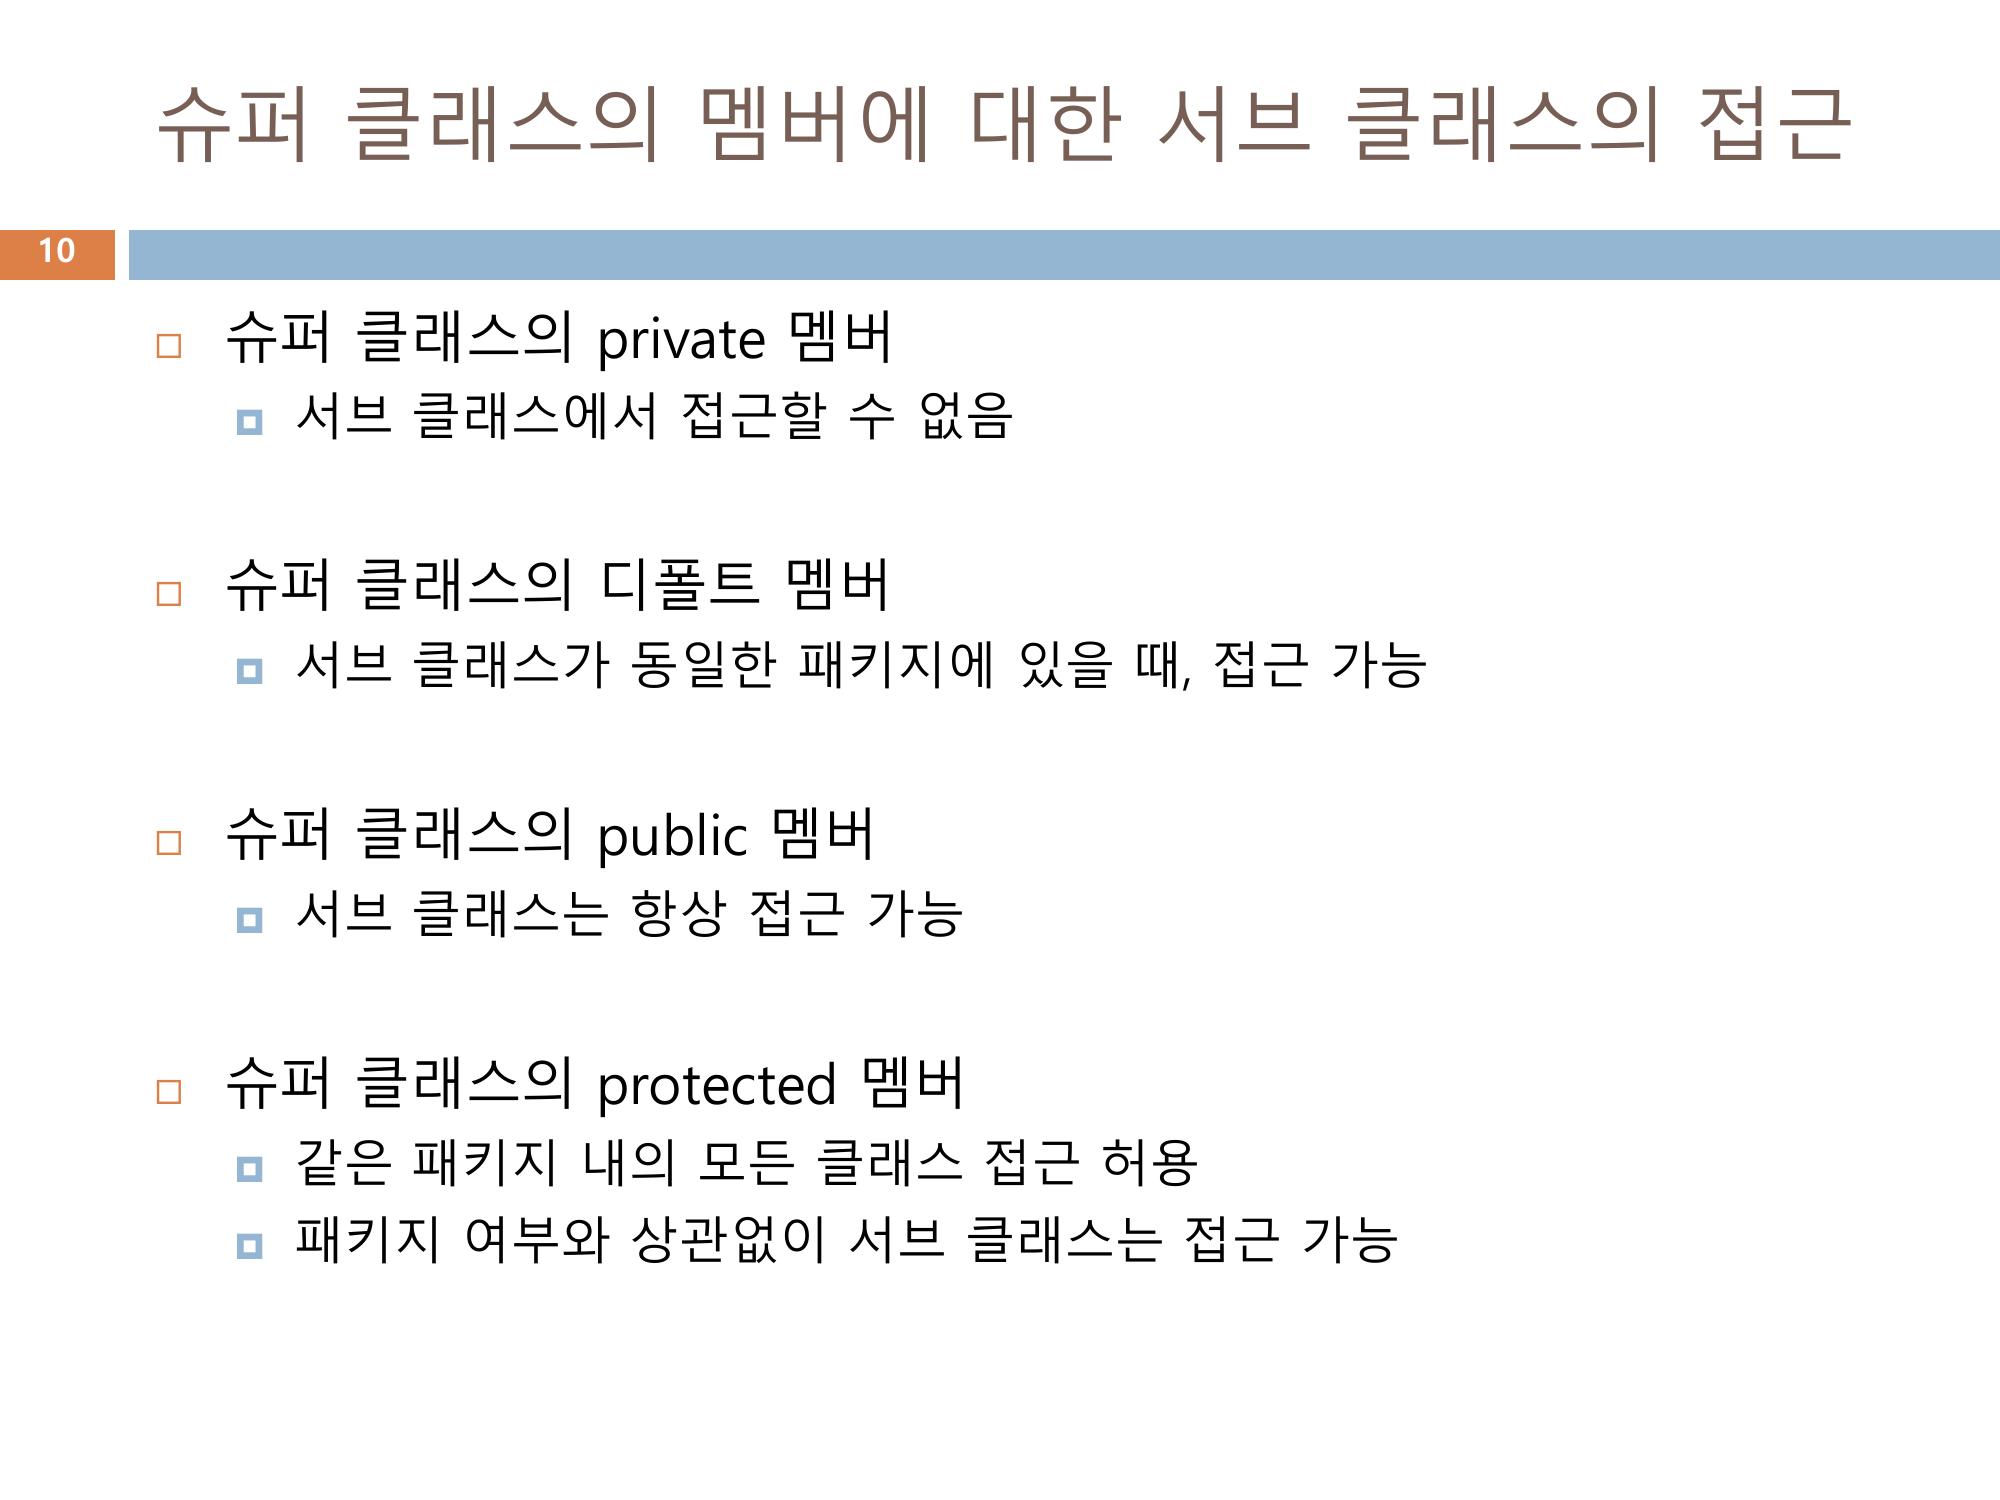 슈퍼 클래스의 멤버에 대한 서브 클래스의 접근
10
슈퍼 클래스의 private 멤버
서브 클래스에서 접근할 수 없음
슈퍼 클래스의 디폴트 멤버
서브 클래스가 동일한 패키지에 있을 때, 접근 가능
슈퍼 클래스의 public 멤버
서브 클래스는 항상 접근 가능
슈퍼 클래스의 protected 멤버
같은 패키지 내의 모든 클래스 접근 허용
패키지 여부와 상관없이 서브 클래스는 접근 가능